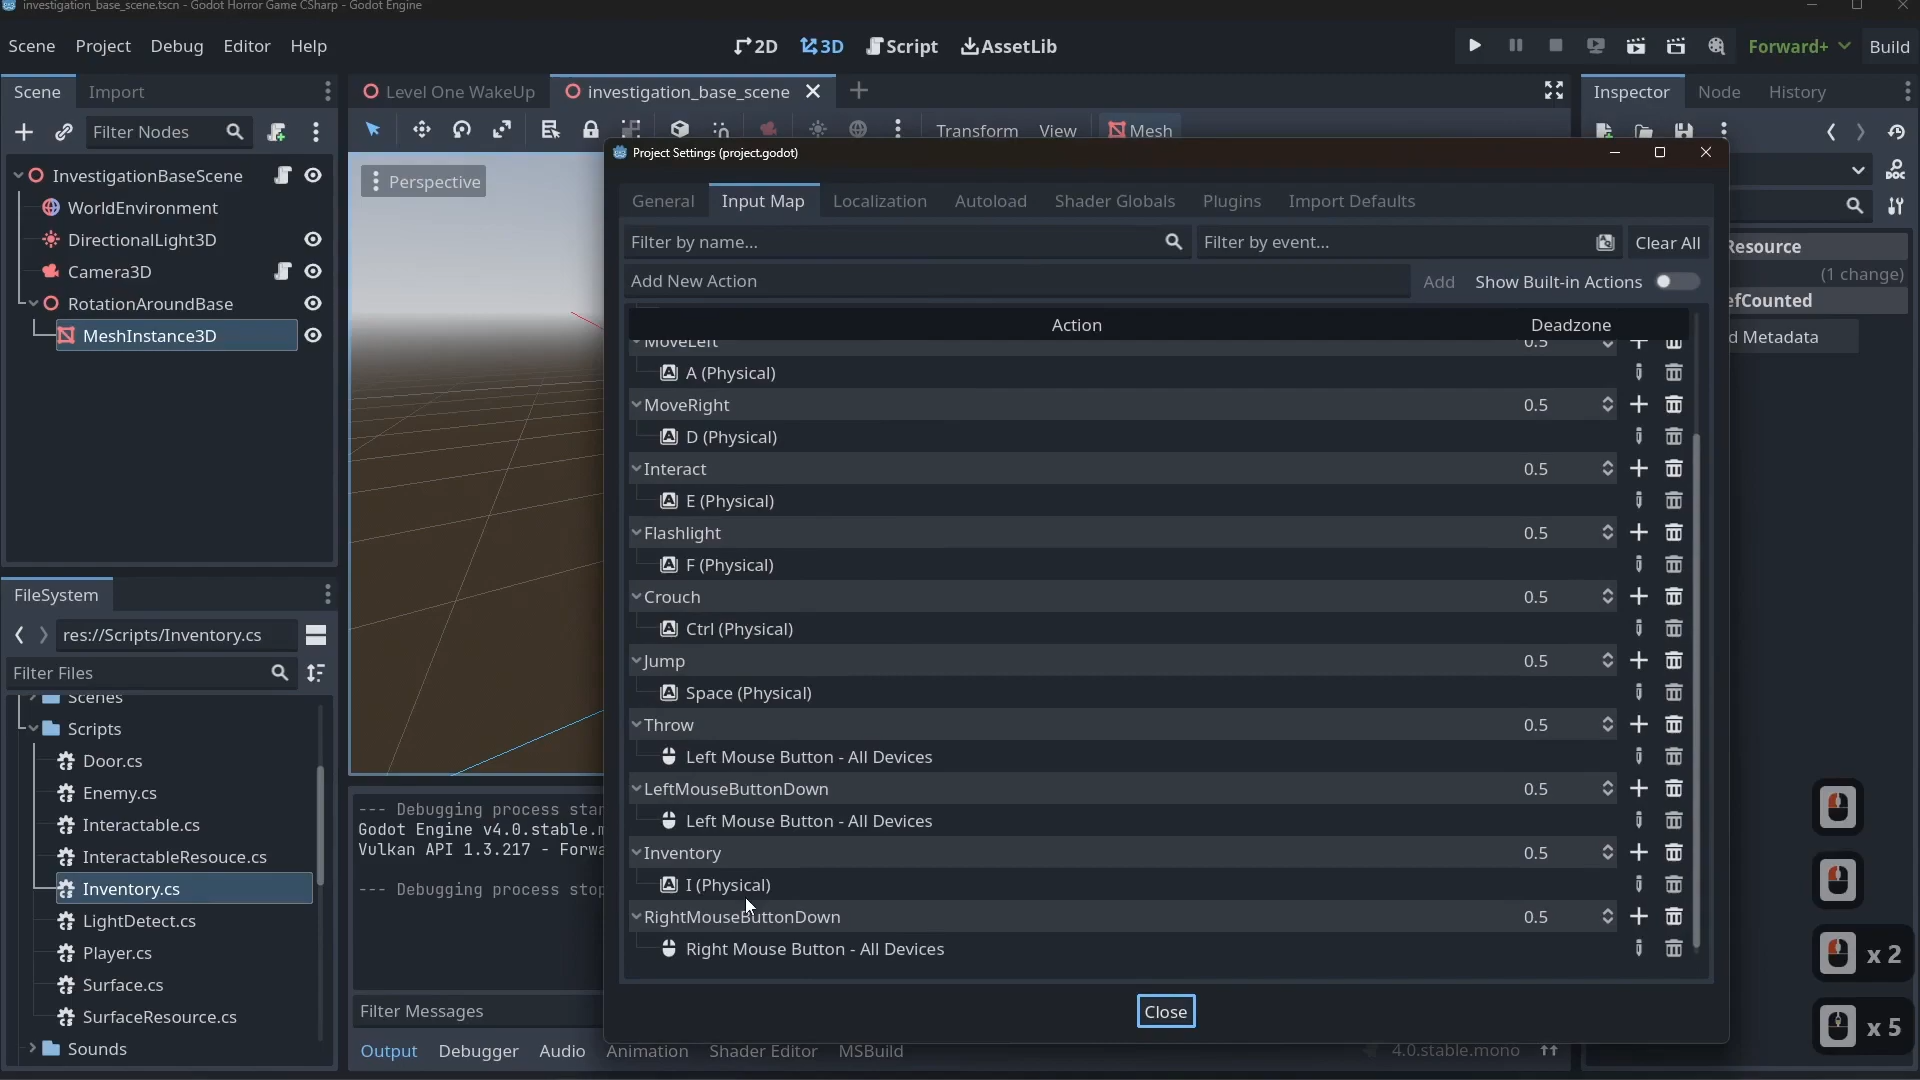 investigation_base_scene.tscn - Godot Horror Game CSharp - Godot Engine
Scene Project Debug Editor Help
2D 3D Script AssetLib
Forward+ Build
Scene Import
Level One WakeUp investigation_base_scene
Inspector Node History
Filter Nodes
Transform View Mesh
InvestigationBaseScene
WorldEnvironment
DirectionalLight3D
Camera3D
RotationAroundBase
MeshInstance3D
Perspective
Project Settings (project.godot)
General Input Map Localization Autoload Shader Globals Plugins Import Defaults
Filter by name...
Filter by event...
Clear All
Add New Action
Add
Show Built-in Actions
Action Deadzone
MoveLeft 0.5
A (Physical)
MoveRight 0.5
D (Physical)
Interact 0.5
E (Physical)
Flashlight 0.5
F (Physical)
Crouch 0.5
Ctrl (Physical)
Jump 0.5
Space (Physical)
Throw 0.5
Left Mouse Button - All Devices
LeftMouseButtonDown 0.5
Left Mouse Button - All Devices
Inventory 0.5
I (Physical)
RightMouseButtonDown 0.5
Right Mouse Button - All Devices
Close
DOC
Resource
(1 change)
efCounted
d Metadata
FileSystem
res://Scripts/Inventory.cs
Filter Files
Scenes
Scripts
Door.cs
Enemy.cs
Interactable.cs
InteractableResouce.cs
Inventory.cs
LightDetect.cs
Player.cs
Surface.cs
SurfaceResource.cs
Sounds
--- Debugging process star
Godot Engine v4.0.stable.m
Vulkan API 1.3.217 - Forwa
--- Debugging process stop
Filter Messages
Output Debugger Audio Animation Shader Editor MSBuild
4.0.stable.mono
x 2
x 5